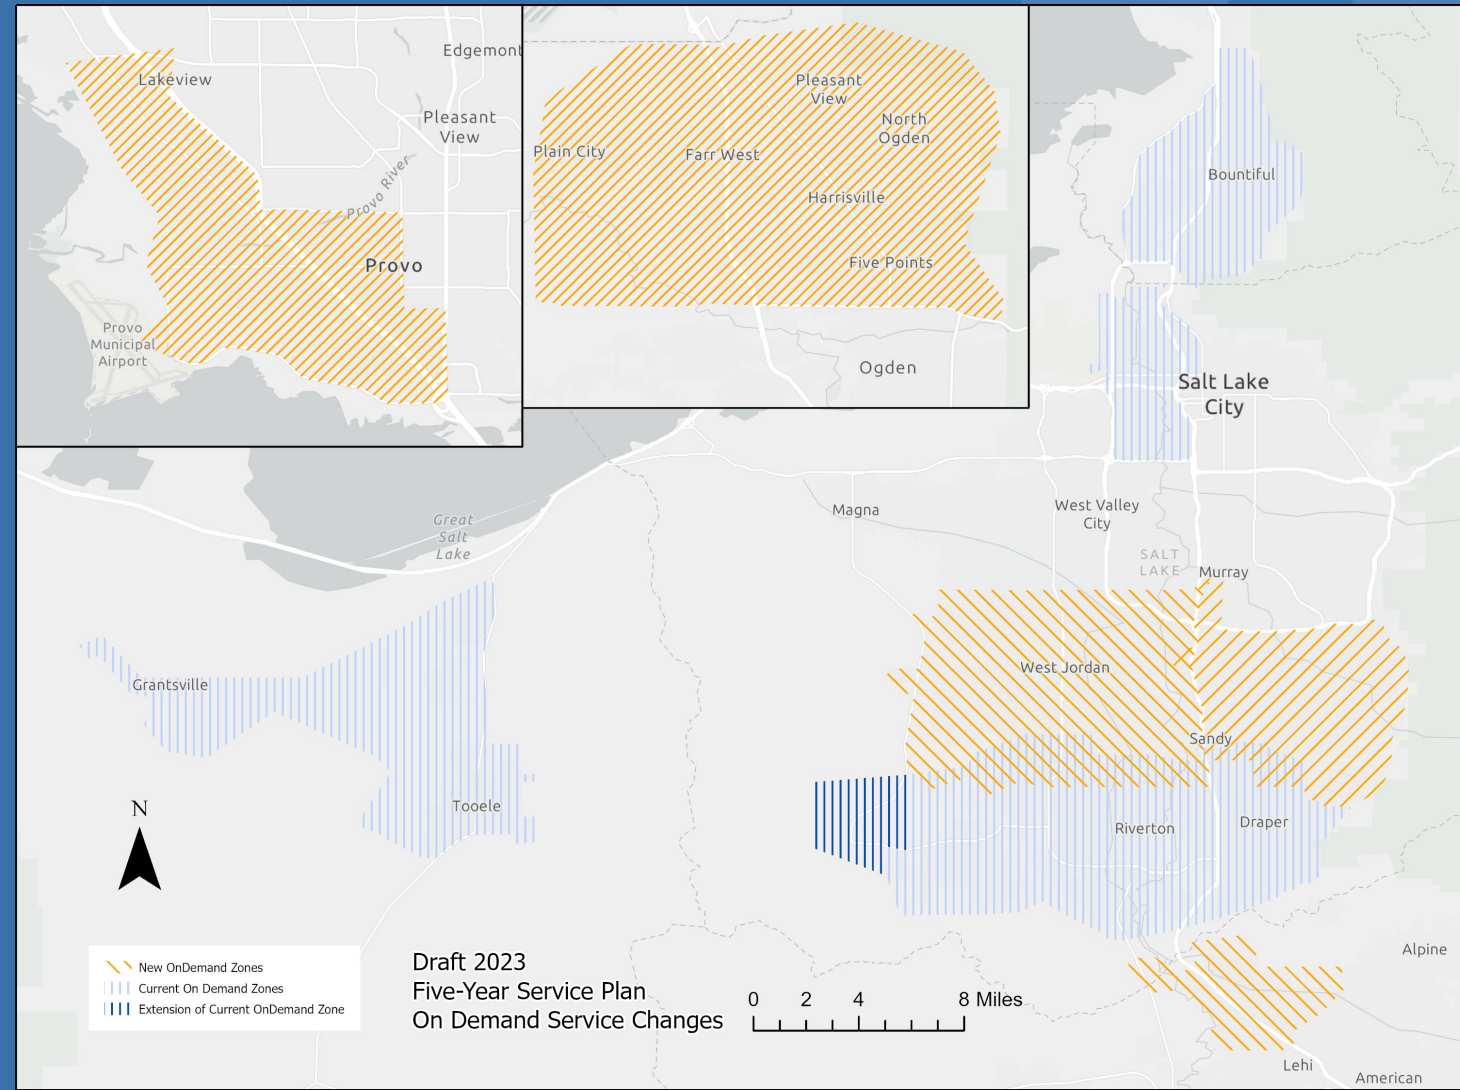 Edgemont
Lakeview
Pleasant
View
Provo River
Provo
Provo
Municipal
Airport
Pleasant
View
North
Ogden
Plain City
Farr West
Harrisville
Five Points
Ogden
Bountiful
Salt Lake
City
Magna
West Valley
City
Great
Salt
Lake
SALT
LAKE
Murray
West Jordan
Grantsville
Sandy
Tooele
Riverton
Draper
N
Alpine
Lehi
American
New OnDemand Zones
Current On Demand Zones
Extension of Current OnDemand Zone
Draft 2023
Five-Year Service Plan
On Demand Service Changes
0 2 4 8 Miles